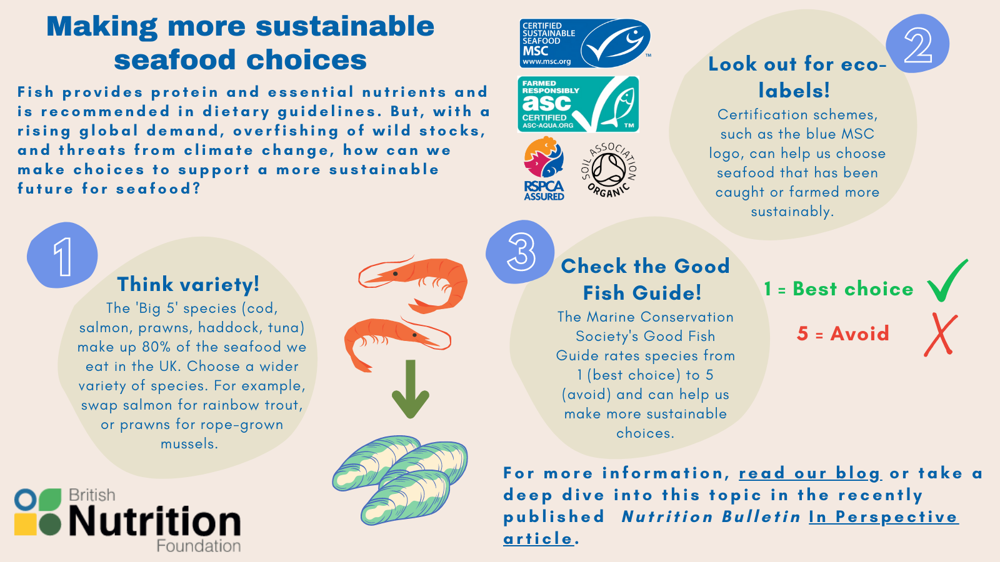 Making more sustainable
seafood choices
Fish provides protein and essential nutrients and
is recommended in dietary guidelines. But, with a
rising global demand, overfishing of wild stocks,
and threats from climate change, how can we
make choices to support a more sustainable
future for seafood?
1
Think variety!
The 'Big 5' species (cod,
salmon, prawns, haddock, tuna)
make up 80% of the seafood we
eat in the UK. Choose a wider
variety of species. For example,
swap salmon for rainbow trout,
or prawns for rope-grown
mussels.
CERTIFIED
SUSTAINABLE
SEAFOOD
MSC
www.msc.org
TM
FARMED
RESPONSIBLY
asc
CERTIFIED
ASC-AQUA.ORG
TM
RSPCA
ASSURED
SOIL ASSOCIATION
ORGANIC
2
Look out for eco-
labels!
Certification schemes,
such as the blue MSC
logo, can help us choose
seafood that has been
caught or farmed more
sustainably.
3
Check the Good
Fish Guide!
The Marine Conservation
Society's Good Fish
Guide rates species from
1 (best choice) to 5
(avoid) and can help us
make more sustainable
choices.
1 = Best choice
5 = Avoid
For more information, read our blog or take a
deep dive into this topic in the recently
published Nutrition Bulletin In Perspective
article.
British
Nutrition
Foundation